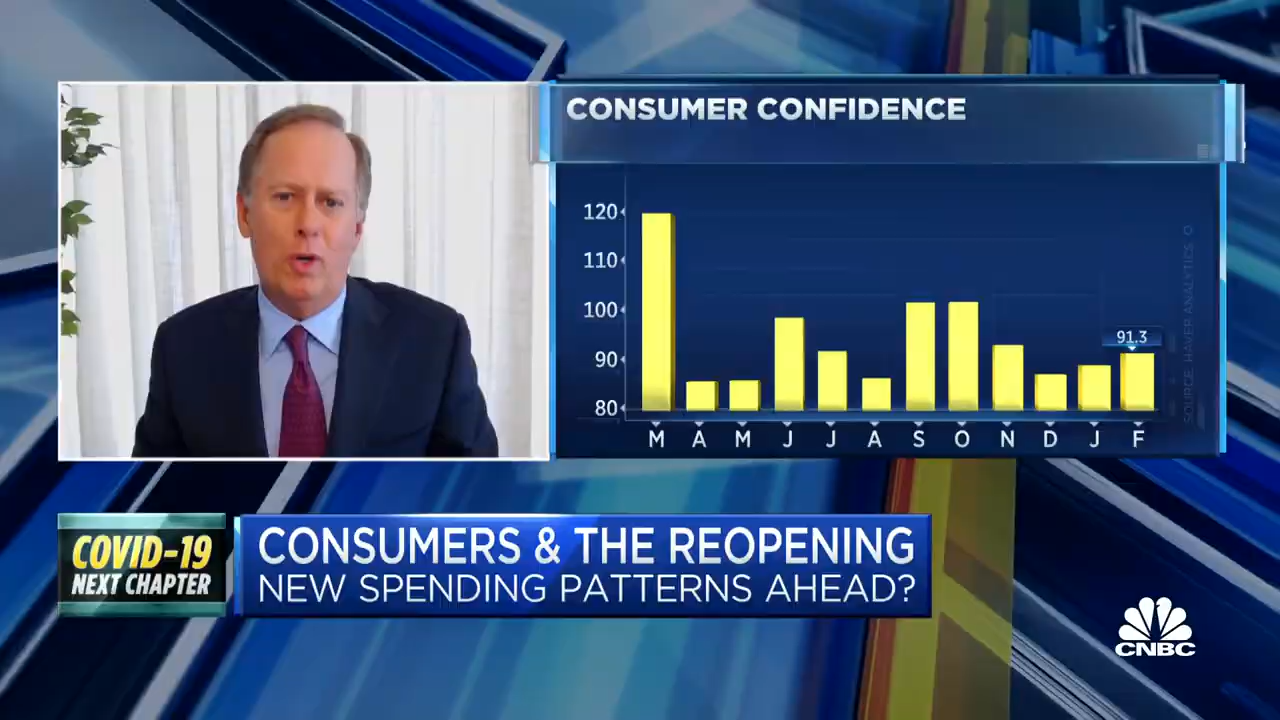 CONSUMER CONFIDENCE
120
110
100
90
80
91.3
M A M J J A S O N D J F
SOURCE: HAVER ANALYTICS
COVID-19
NEXT CHAPTER
CONSUMERS & THE REOPENING
NEW SPENDING PATTERNS AHEAD?
CNBC